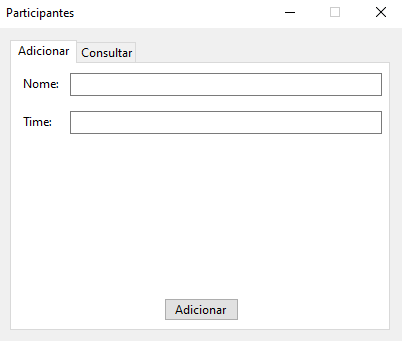 Participantes
Adicionar Consultar
Nome:
Time:
Adicionar